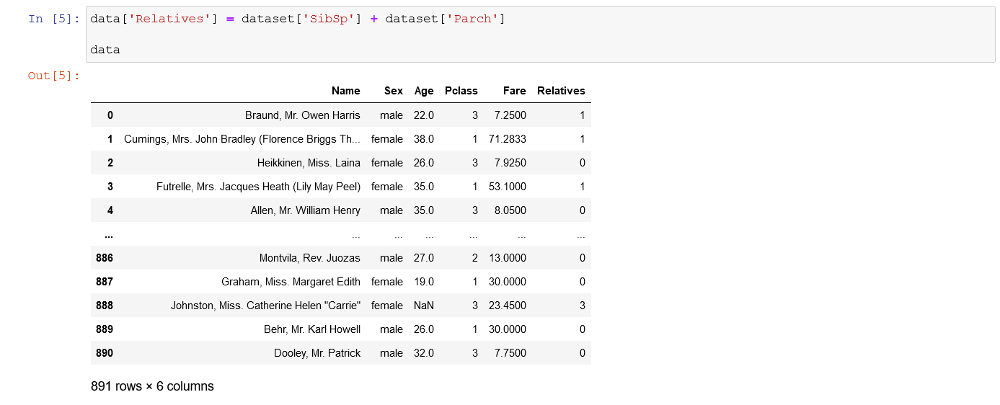 In [5]: data['Relatives'] = dataset['SibSp'] + dataset['Parch']
data
Out[5]:
Name Sex Age Pclass Fare Relatives
0 Braund, Mr. Owen Harris male 22.0 3 7.2500 1
1 Cumings, Mrs. John Bradley (Florence Briggs Th... female 38.0 1 71.2833 1
2 Heikkinen, Miss. Laina female 26.0 3 7.9250 0
3 Futrelle, Mrs. Jacques Heath (Lily May Peel) female 35.0 1 53.1000 1
4 Allen, Mr. William Henry male 35.0 3 8.0500 0
... ... ... ... ... ... ...
886 Montvila, Rev. Juozas male 27.0 2 13.0000 0
887 Graham, Miss. Margaret Edith female 19.0 1 30.0000 0
888 Johnston, Miss. Catherine Helen "Carrie" female NaN 3 23.4500 3
889 Behr, Mr. Karl Howell male 26.0 1 30.0000 0
890 Dooley, Mr. Patrick male 32.0 3 7.7500 0
891 rows × 6 columns